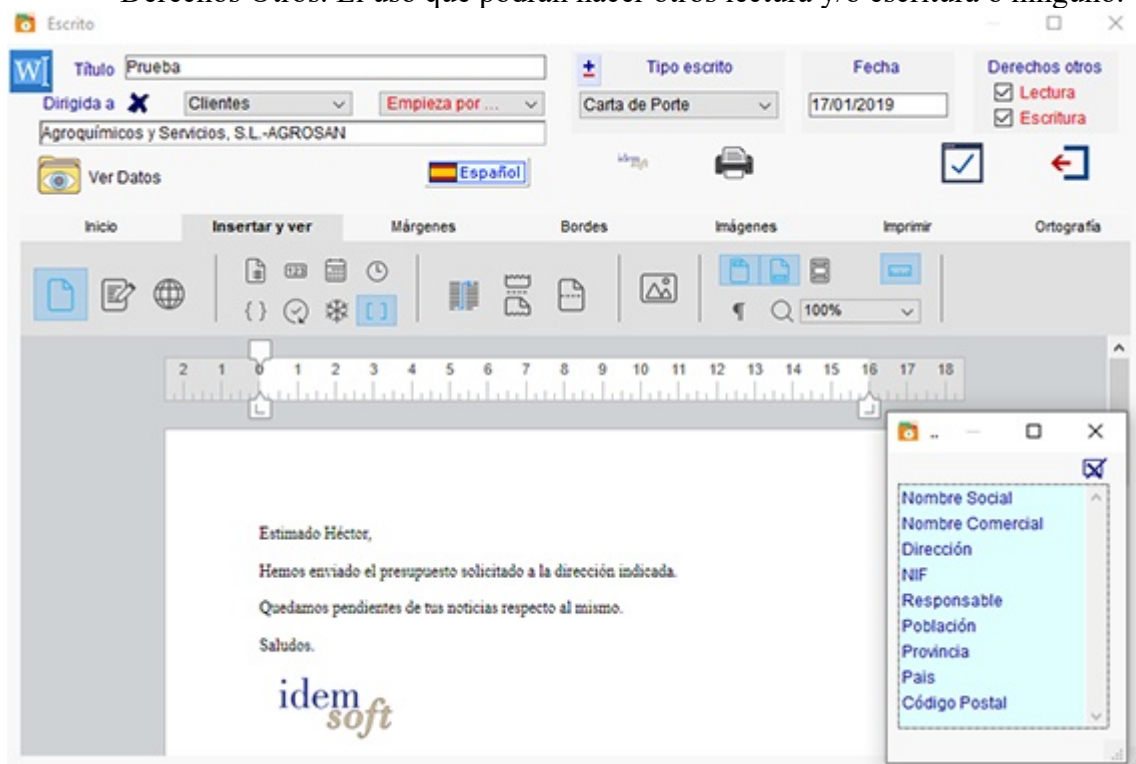 Derechos Otros. El uso que podrán hacer otros lectura y/o escritura o ninguno.
Escrito
W Título Prueba
± Tipo escrito
Fecha
Derechos otros
Dirigida a Clientes Empieza por ...
Carta de Porte
17/01/2019
Lectura
Escritura
Agroquímicos y Servicios, S.L.-AGROSAN
Ver Datos
Español
idemsoft
Inicio Insertar y ver Márgenes Bordes Imágenes Imprimir Ortografía
123
{ } [ ] ¶ 100%
2 1 0 1 2 3 4 5 6 7 8 9 10 11 12 13 14 15 16 17 18
Estimado Héctor,
Hemos enviado el presupuesto solicitado a la dirección indicada.
Quedamos pendientes de tus noticias respecto al mismo.
Saludos.
idem
soft
..
Nombre Social
Nombre Comercial
Dirección
NIF
Responsable
Población
Provincia
Pais
Código Postal